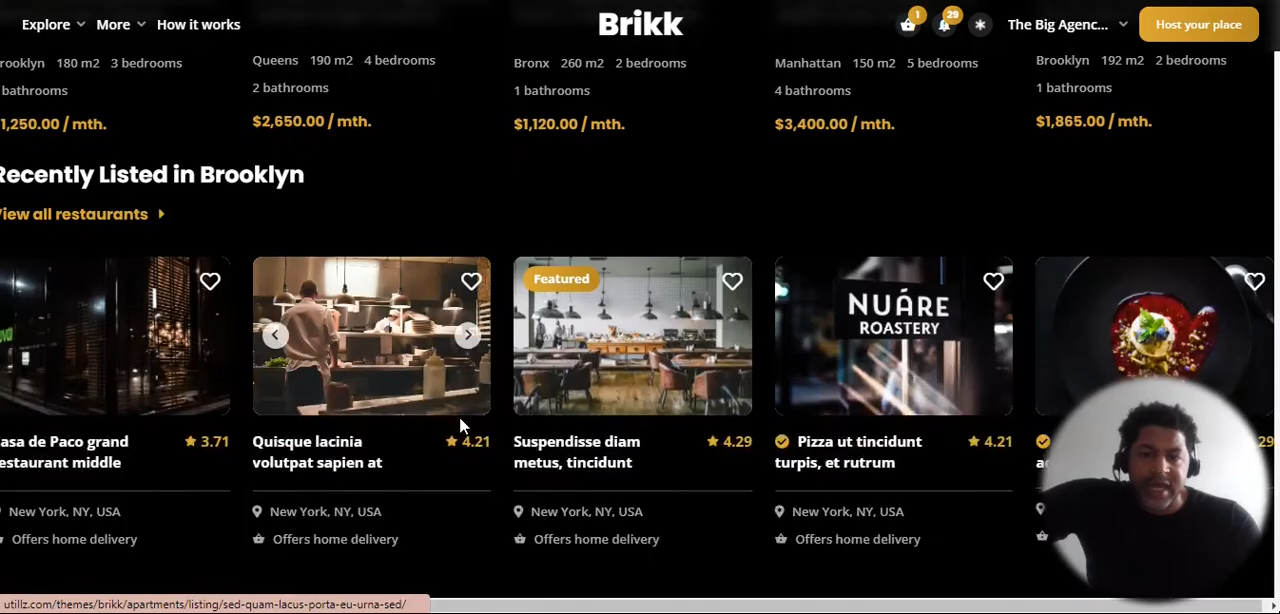 Explore More How it works Brikk 1 29 The Big Agenc... Host your place
rooklyn 180 m2 3 bedrooms
bathrooms
1,250.00 / mth.
Queens 190 m2 4 bedrooms
2 bathrooms
$2,650.00 / mth.
Bronx 260 m2 2 bedrooms
1 bathrooms
$1,120.00 / mth.
Manhattan 150 m2 5 bedrooms
4 bathrooms
$3,400.00 / mth.
Brooklyn 192 m2 2 bedrooms
1 bathrooms
$1,865.00 / mth.
Recently Listed in Brooklyn
View all restaurants
asa de Paco grand 3.71
estaurant middle
New York, NY, USA
Offers home delivery
Quisque lacinia 4.21
volutpat sapien at
New York, NY, USA
Offers home delivery
Featured
Suspendisse diam 4.29
metus, tincidunt
New York, NY, USA
Offers home delivery
NUÁRE
ROASTERY
Pizza ut tincidunt 4.21
turpis, et rutrum
New York, NY, USA
Offers home delivery
utillz.com/themes/brikk/apartments/listing/sed-quam-lacus-porta-eu-urna-sed/